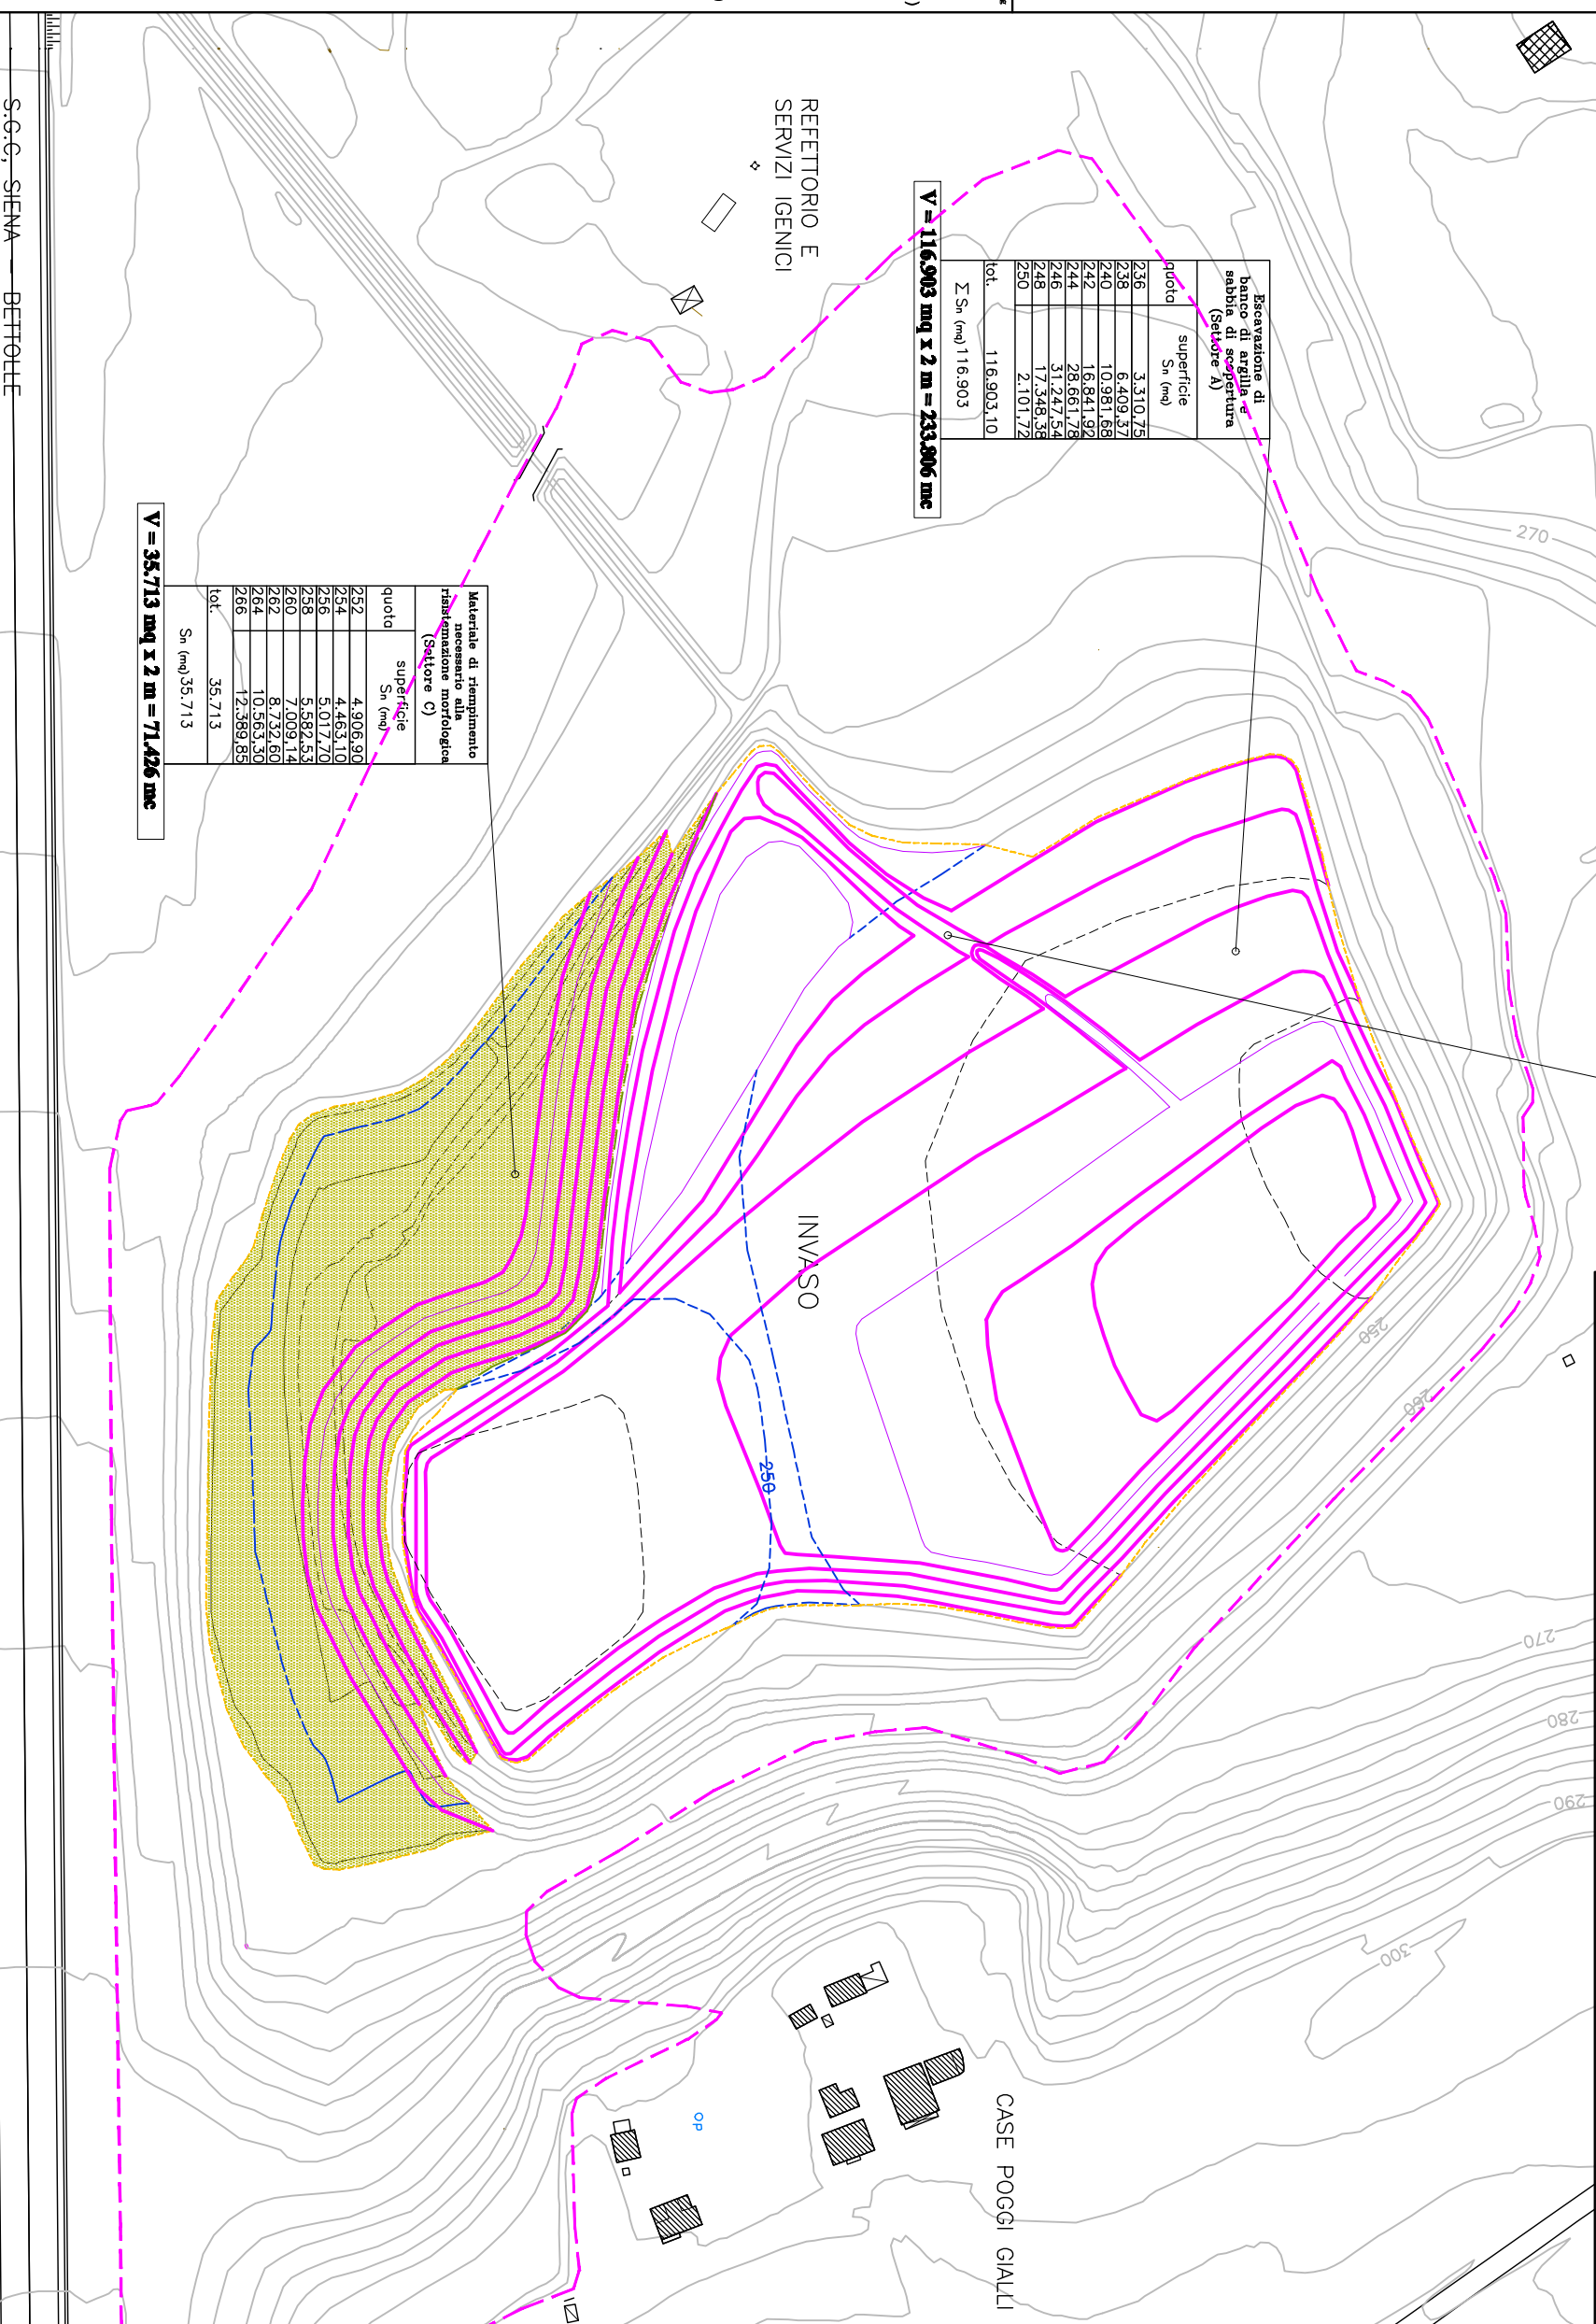 REFETTORIO E
SERVIZI IGENICI
Escavazione di
banco di argilla e
sabbia di scopertura
(Settore A)
quota superficie
Sn (mq)
236 3.310,75
238 6.409,37
240 10.981,68
242 16.841,92
244 28.661,78
246 31.247,54
248 17.348,38
250 2.101,72
tot. 116.903,10
Σ Sn (mq) 116.903
V = 116.903 mq x 2 m = 233.806 mc
Materiale di riempimento
necessario alla
risistemazione morfologica
(Settore C)
quota superficie
Sn (mq)
252 4.906,90
254 4.463,10
256 5.017,70
258 5.582,53
260 7.009,14
262 8.732,60
264 10.563,30
266 12.389,85
tot. 35.713
Sn (mq) 35.713
V = 35.713 mq x 2 m = 71.426 mc
INVASO
250
250
260
270
270
280
290
300
CASE POGGI GIALLI
P
S.G.C, SIENA - BETTOLLE